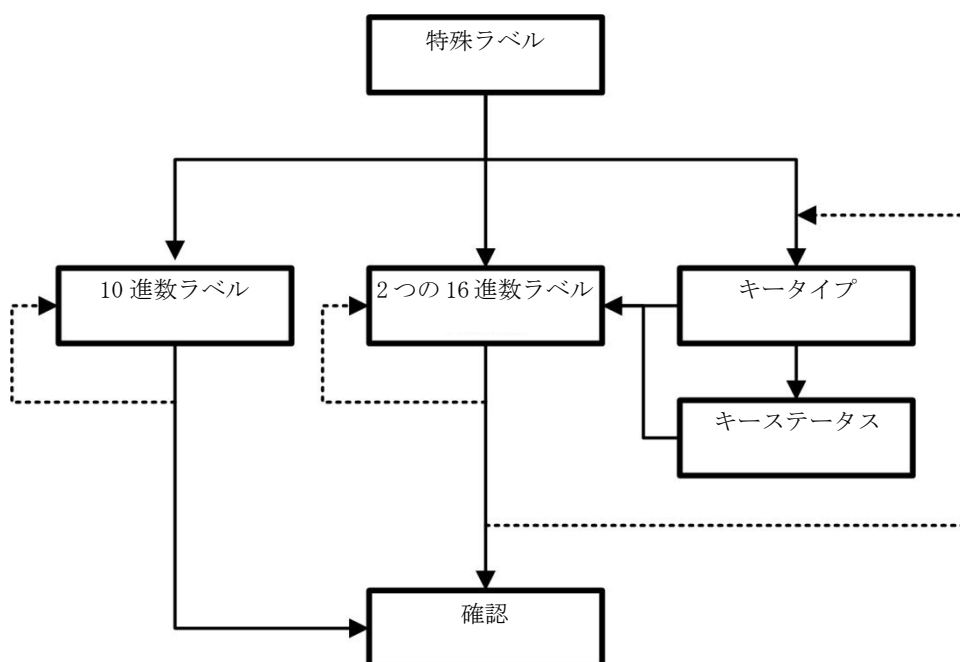 特殊ラベル
10 進数ラベル
2 つの 16 進数ラベル
キータイプ
キーステータス
確認